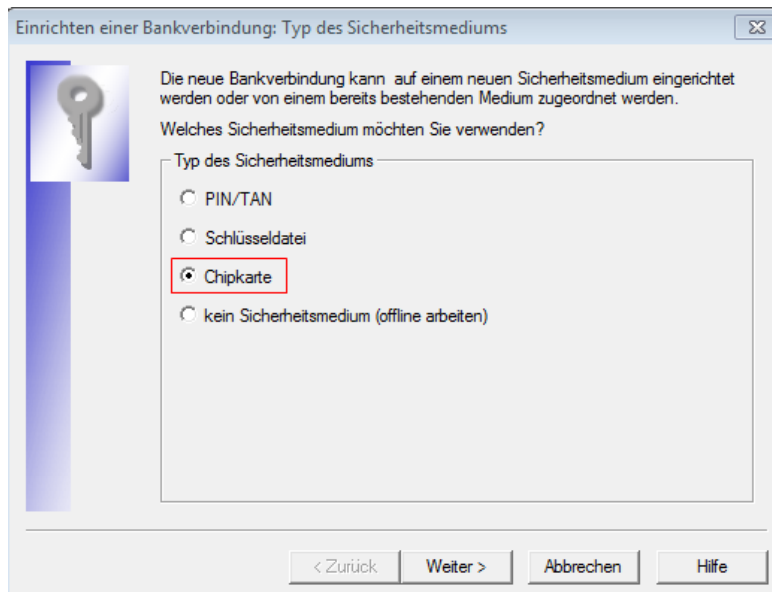 Einrichten einer Bankverbindung: Typ des Sicherheitsmediums
Die neue Bankverbindung kann auf einem neuen Sicherheitsmedium eingerichtet
werden oder von einem bereits bestehenden Medium zugeordnet werden.
Welches Sicherheitsmedium möchten Sie verwenden?
Typ des Sicherheitsmediums
PIN/TAN
Schlüsseldatei
Chipkarte
kein Sicherheitsmedium (offline arbeiten)
< Zurück Weiter > Abbrechen Hilfe